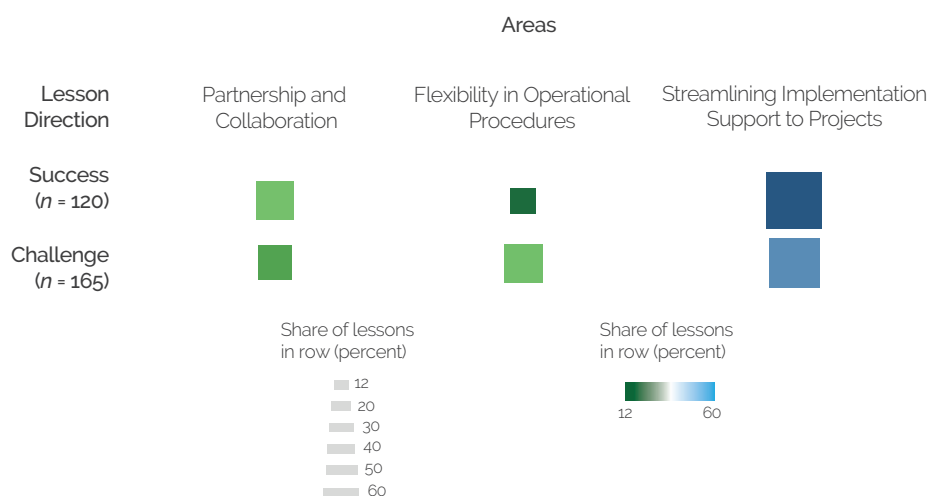 Areas
Lesson
Direction
Partnership and
Collaboration
Flexibility in Operational
Procedures
Streamlining Implementation
Support to Projects
Success
(n = 120)
Challenge
(n = 165)
Share of lessons
in row (percent)
12
20
30
40
50
60
Share of lessons
in row (percent)
12 60